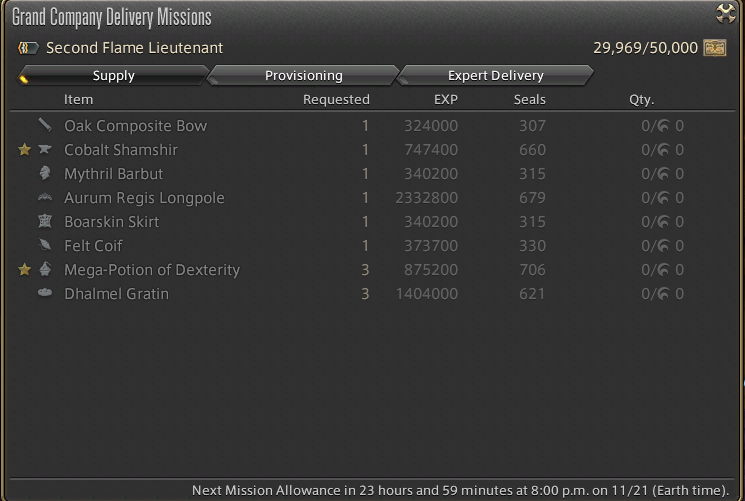 Grand Company Delivery Missions
Second Flame Lieutenant 29,969/50,000
Supply Provisioning Expert Delivery
Item Requested EXP Seals Qty.
Oak Composite Bow 1 324000 307 0/ 0
Cobalt Shamshir 1 747400 660 0/ 0
Mythril Barbut 1 340200 315 0/ 0
Aurum Regis Longpole 1 2332800 679 0/ 0
Boarskin Skirt 1 340200 315 0/ 0
Felt Coif 1 373700 330 0/ 0
Mega-Potion of Dexterity 3 875200 706 0/ 0
Dhalmel Gratin 3 1404000 621 0/ 0
Next Mission Allowance in 23 hours and 59 minutes at 8:00 p.m. on 11/21 (Earth time).